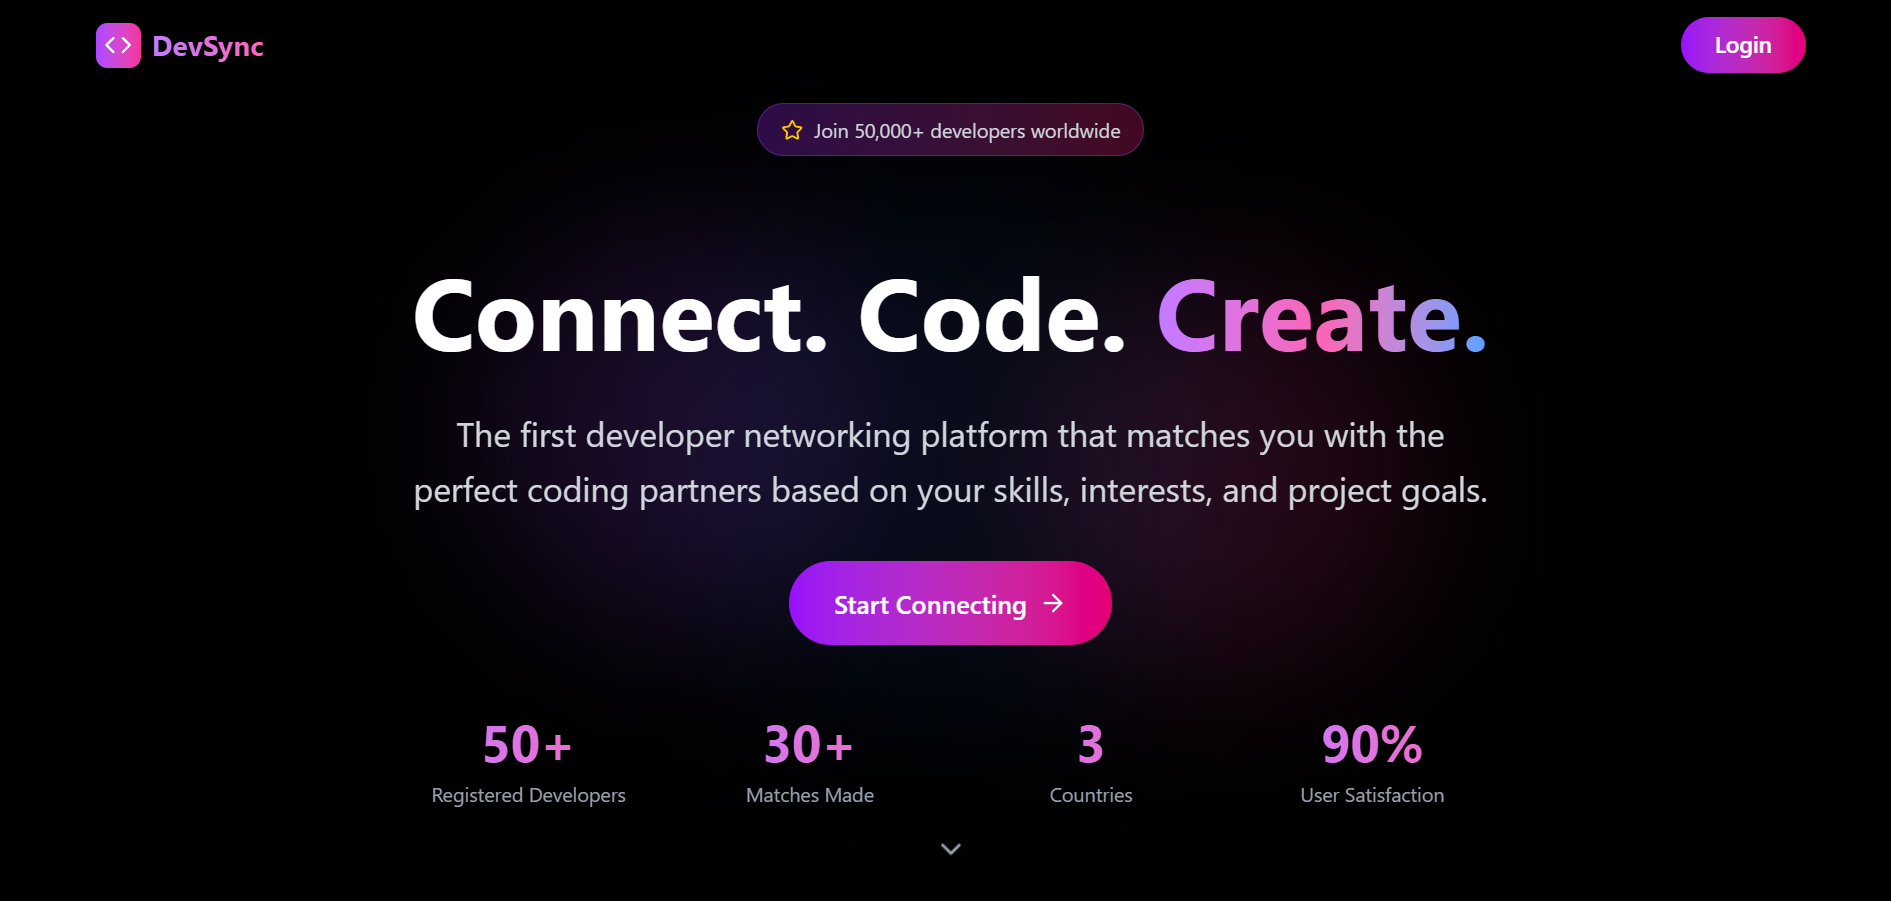 DevSync
Login
Join 50,000+ developers worldwide
Connect. Code. Create.
The first developer networking platform that matches you with the
perfect coding partners based on your skills, interests, and project goals.
Start Connecting
50+
Registered Developers
30+
Matches Made
3
Countries
90%
User Satisfaction